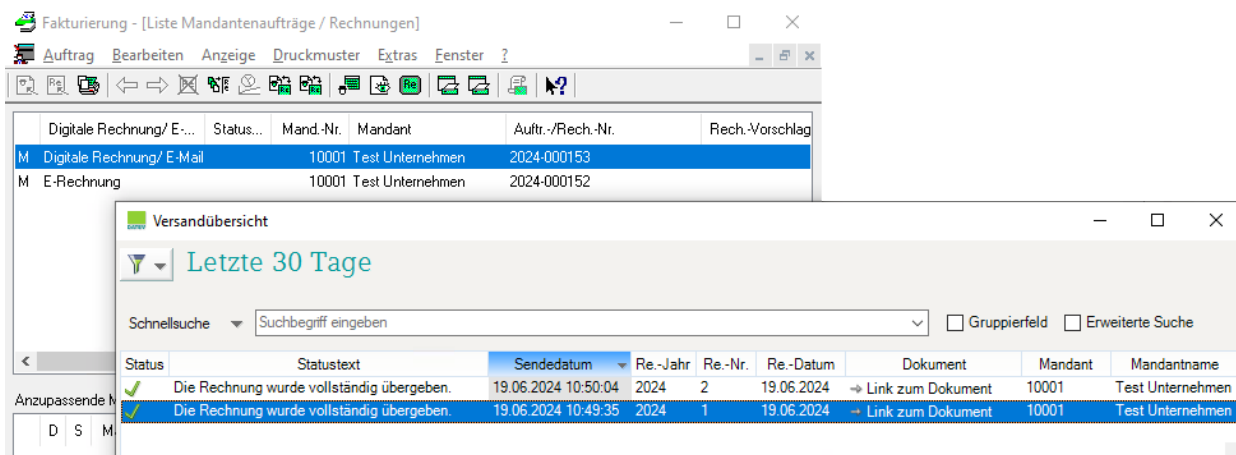 Fakturierung - [Liste Mandantenaufträge / Rechnungen]
Auftrag Bearbeiten Anzeige Druckmuster Extras Fenster ?
Digitale Rechnung/ E-... Status... Mand.-Nr. Mandant Auftr.-/Rech.-Nr. Rech.-Vorschlag
M Digitale Rechnung/ E-Mail 10001 Test Unternehmen 2024-000153
M E-Rechnung 10001 Test Unternehmen 2024-000152
Versandübersicht
Letzte 30 Tage
Schnellsuche Suchbegriff eingeben Gruppierfeld Erweiterte Suche
Status Statustext Sendedatum Re.-Jahr Re.-Nr. Re.-Datum Dokument Mandant Mandantname
Die Rechnung wurde vollständig übergeben. 19.06.2024 10:50:04 2024 2 19.06.2024 ⇒ Link zum Dokument 10001 Test Unternehmen
Anzupassende M
Die Rechnung wurde vollständig übergeben. 19.06.2024 10:49:35 2024 1 19.06.2024 ⇒ Link zum Dokument 10001 Test Unternehmen
D S M